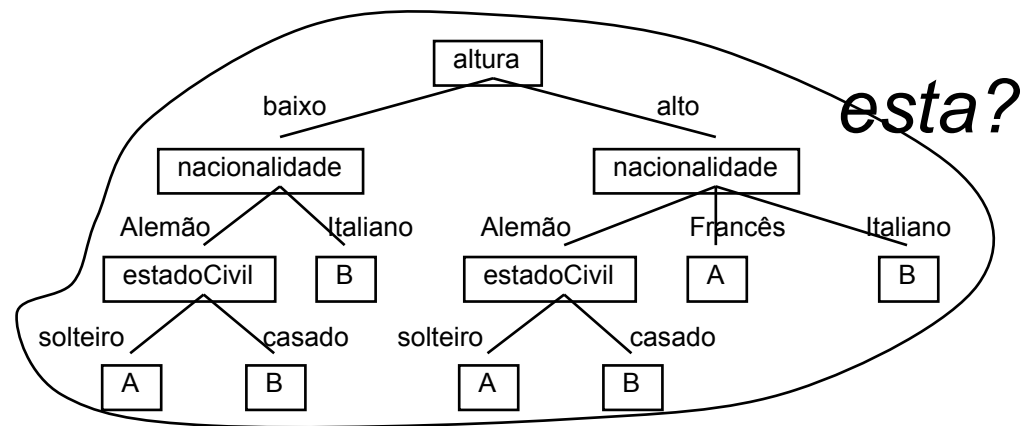 altura
baixo alto
esta?
nacionalidade nacionalidade
Alemão Italiano Alemão Francês Italiano
estadoCivil B estadoCivil A B
solteiro casado solteiro casado
A B A B